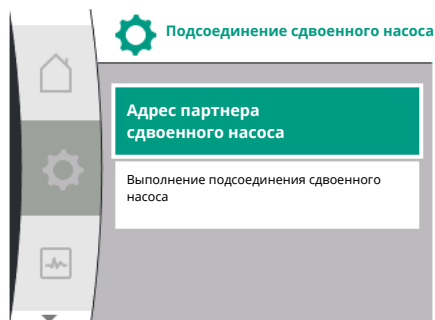 Подсоединение сдвоенного насоса
Адрес партнера
сдвоенного насоса
Выполнение подсоединения сдвоенного
насоса